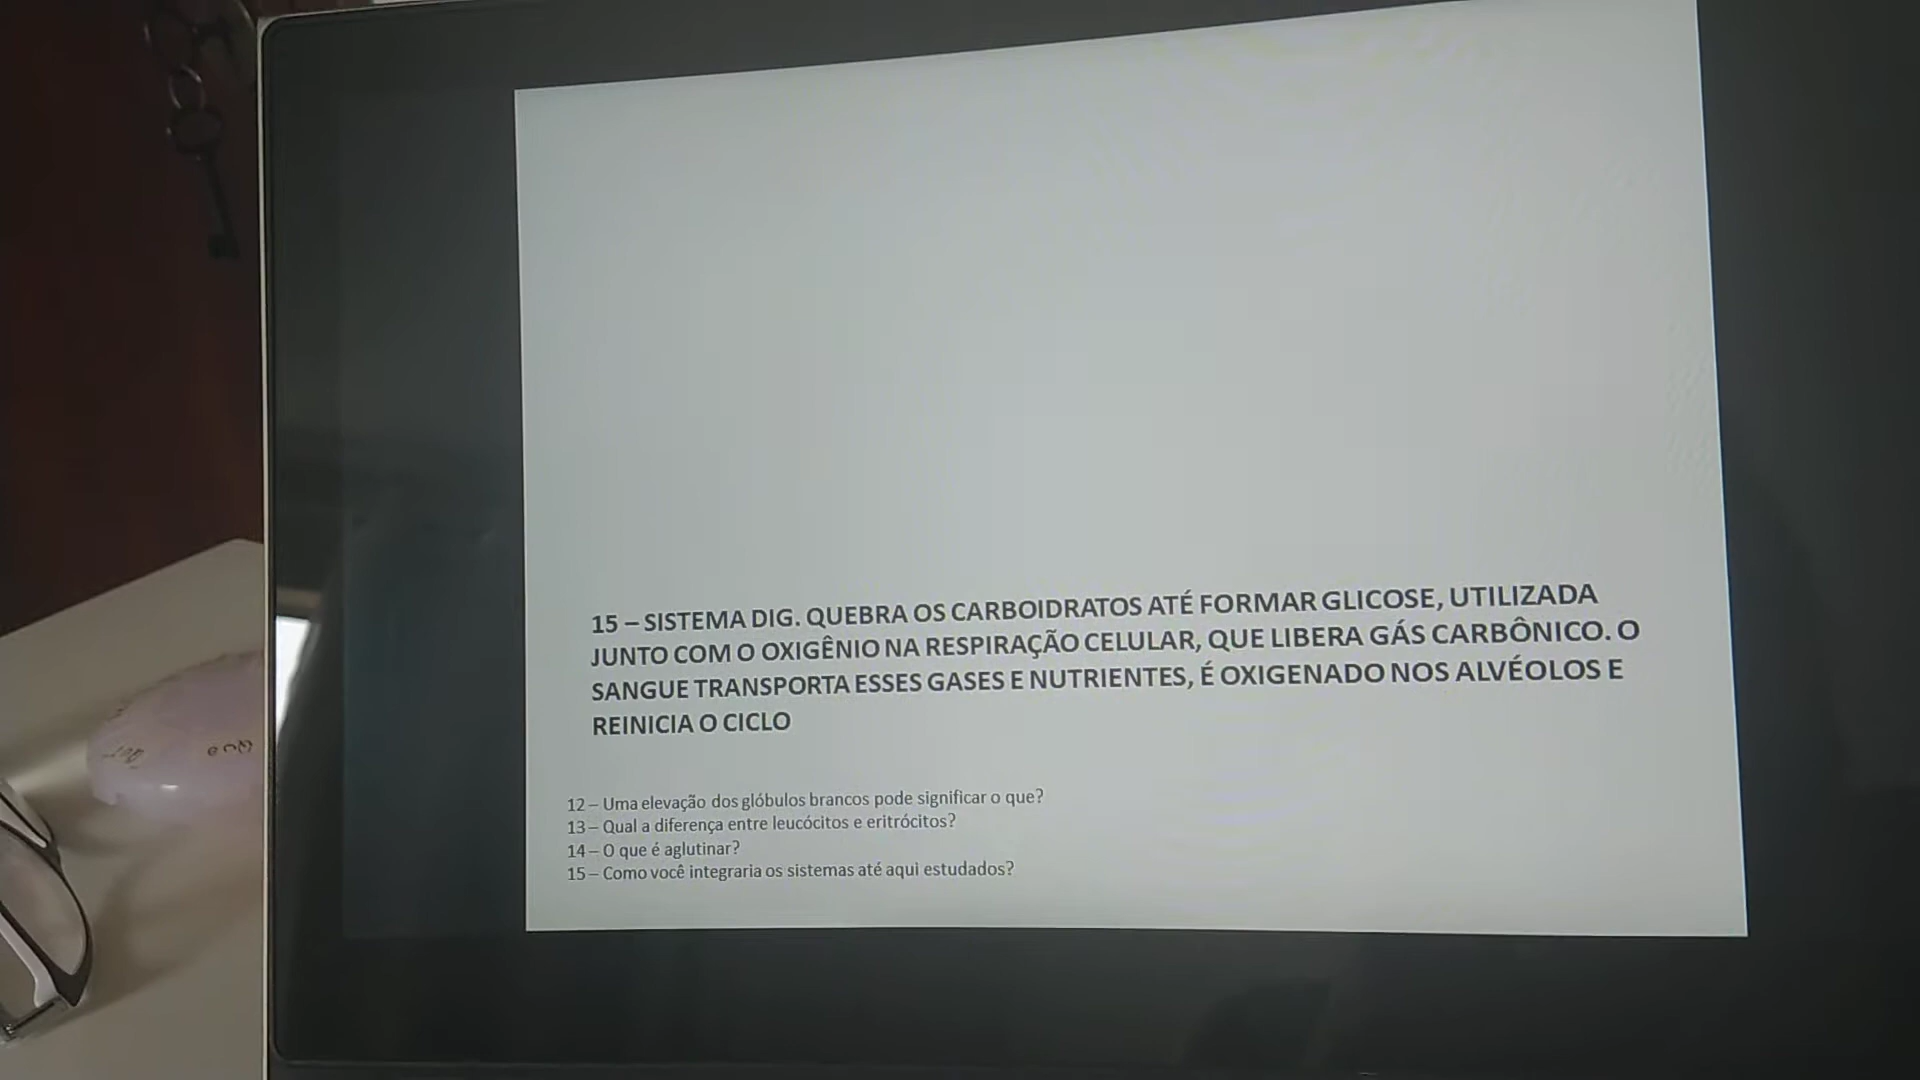 15 – SISTEMA DIG. QUEBRA OS CARBOIDRATOS ATÉ FORMAR GLICOSE, UTILIZADA
JUNTO COM O OXIGÊNIO NA RESPIRAÇÃO CELULAR, QUE LIBERA GÁS CARBÔNICO. O
SANGUE TRANSPORTA ESSES GASES E NUTRIENTES, É OXIGENADO NOS ALVÉOLOS E
REINICIA O CICLO
12 – Uma elevação dos glóbulos brancos pode significar o que?
13 – Qual a diferença entre leucócitos e eritrócitos?
14 – O que é aglutinar?
15 – Como você integraria os sistemas até aqui estudados?